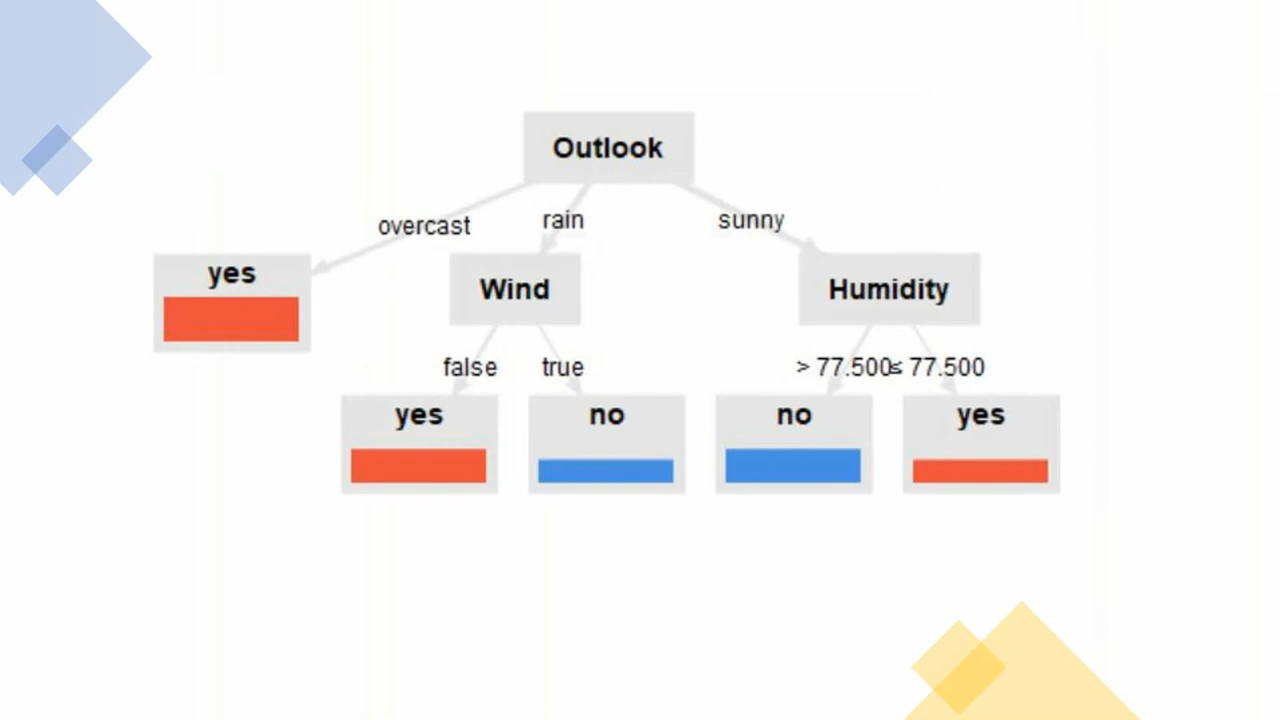 Outlook
overcast
rain
sunny
yes
Wind
Humidity
false
true
> 77.500
≤ 77.500
yes
no
no
yes